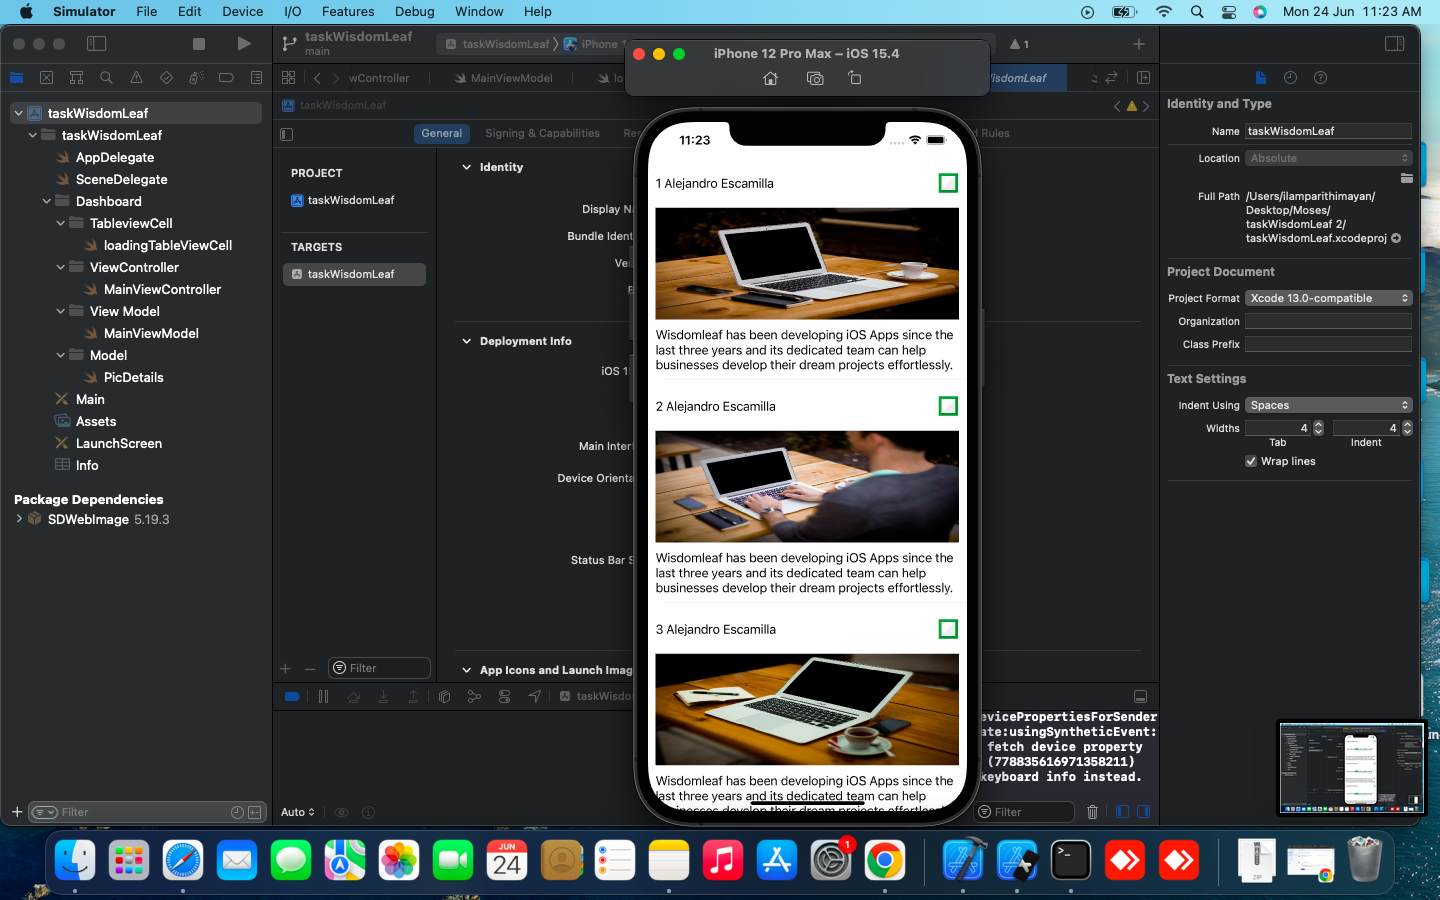 Simulator File Edit Device I/O Features Debug Window Help Mon 24 Jun 11:23 AM
taskWisdomLeaf
main
taskWisdomLeaf iPhone 1
1
iPhone 12 Pro Max – iOS 15.4
wController MainViewModel lo isdomLeaf
taskWisdomLeaf
General Signing & Capabilities Re d Rules
taskWisdomLeaf
taskWisdomLeaf
AppDelegate
SceneDelegate
Dashboard
TableviewCell
loadingTableViewCell
ViewController
MainViewController
View Model
MainViewModel
Model
PicDetails
Main
Assets
LaunchScreen
Info
Package Dependencies
SDWebImage 5.19.3
Filter
PROJECT
taskWisdomLeaf
TARGETS
taskWisdomLeaf
Filter
Identity
Display Na
Bundle Ident
Ve
Deployment Info
iOS 1
Main Interf
Device Orienta
Status Bar S
App Icons and Launch Imag
taskWisdo
Auto
11:23
1 Alejandro Escamilla
Wisdomleaf has been developing iOS Apps since the
last three years and its dedicated team can help
businesses develop their dream projects effortlessly.
2 Alejandro Escamilla
Wisdomleaf has been developing iOS Apps since the
last three years and its dedicated team can help
businesses develop their dream projects effortlessly.
3 Alejandro Escamilla
Wisdomleaf has been developing iOS Apps since the
last three years and its dedicated team can help
businesses develop their dream projects effortlessly.
evicePropertiesForSender
ate:usingSyntheticEvent:
fetch device property
(778835616971358211)
keyboard info instead.
Filter
Identity and Type
Name taskWisdomLeaf
Location Absolute
Full Path /Users/ilamparithimayan/
Desktop/Moses/
taskWisdomLeaf 2/
taskWisdomLeaf.xcodeproj
Project Document
Project Format Xcode 13.0-compatible
Organization
Class Prefix
Text Settings
Indent Using Spaces
Widths 4 4
Tab Indent
Wrap lines
JUN
24
1
ZIP